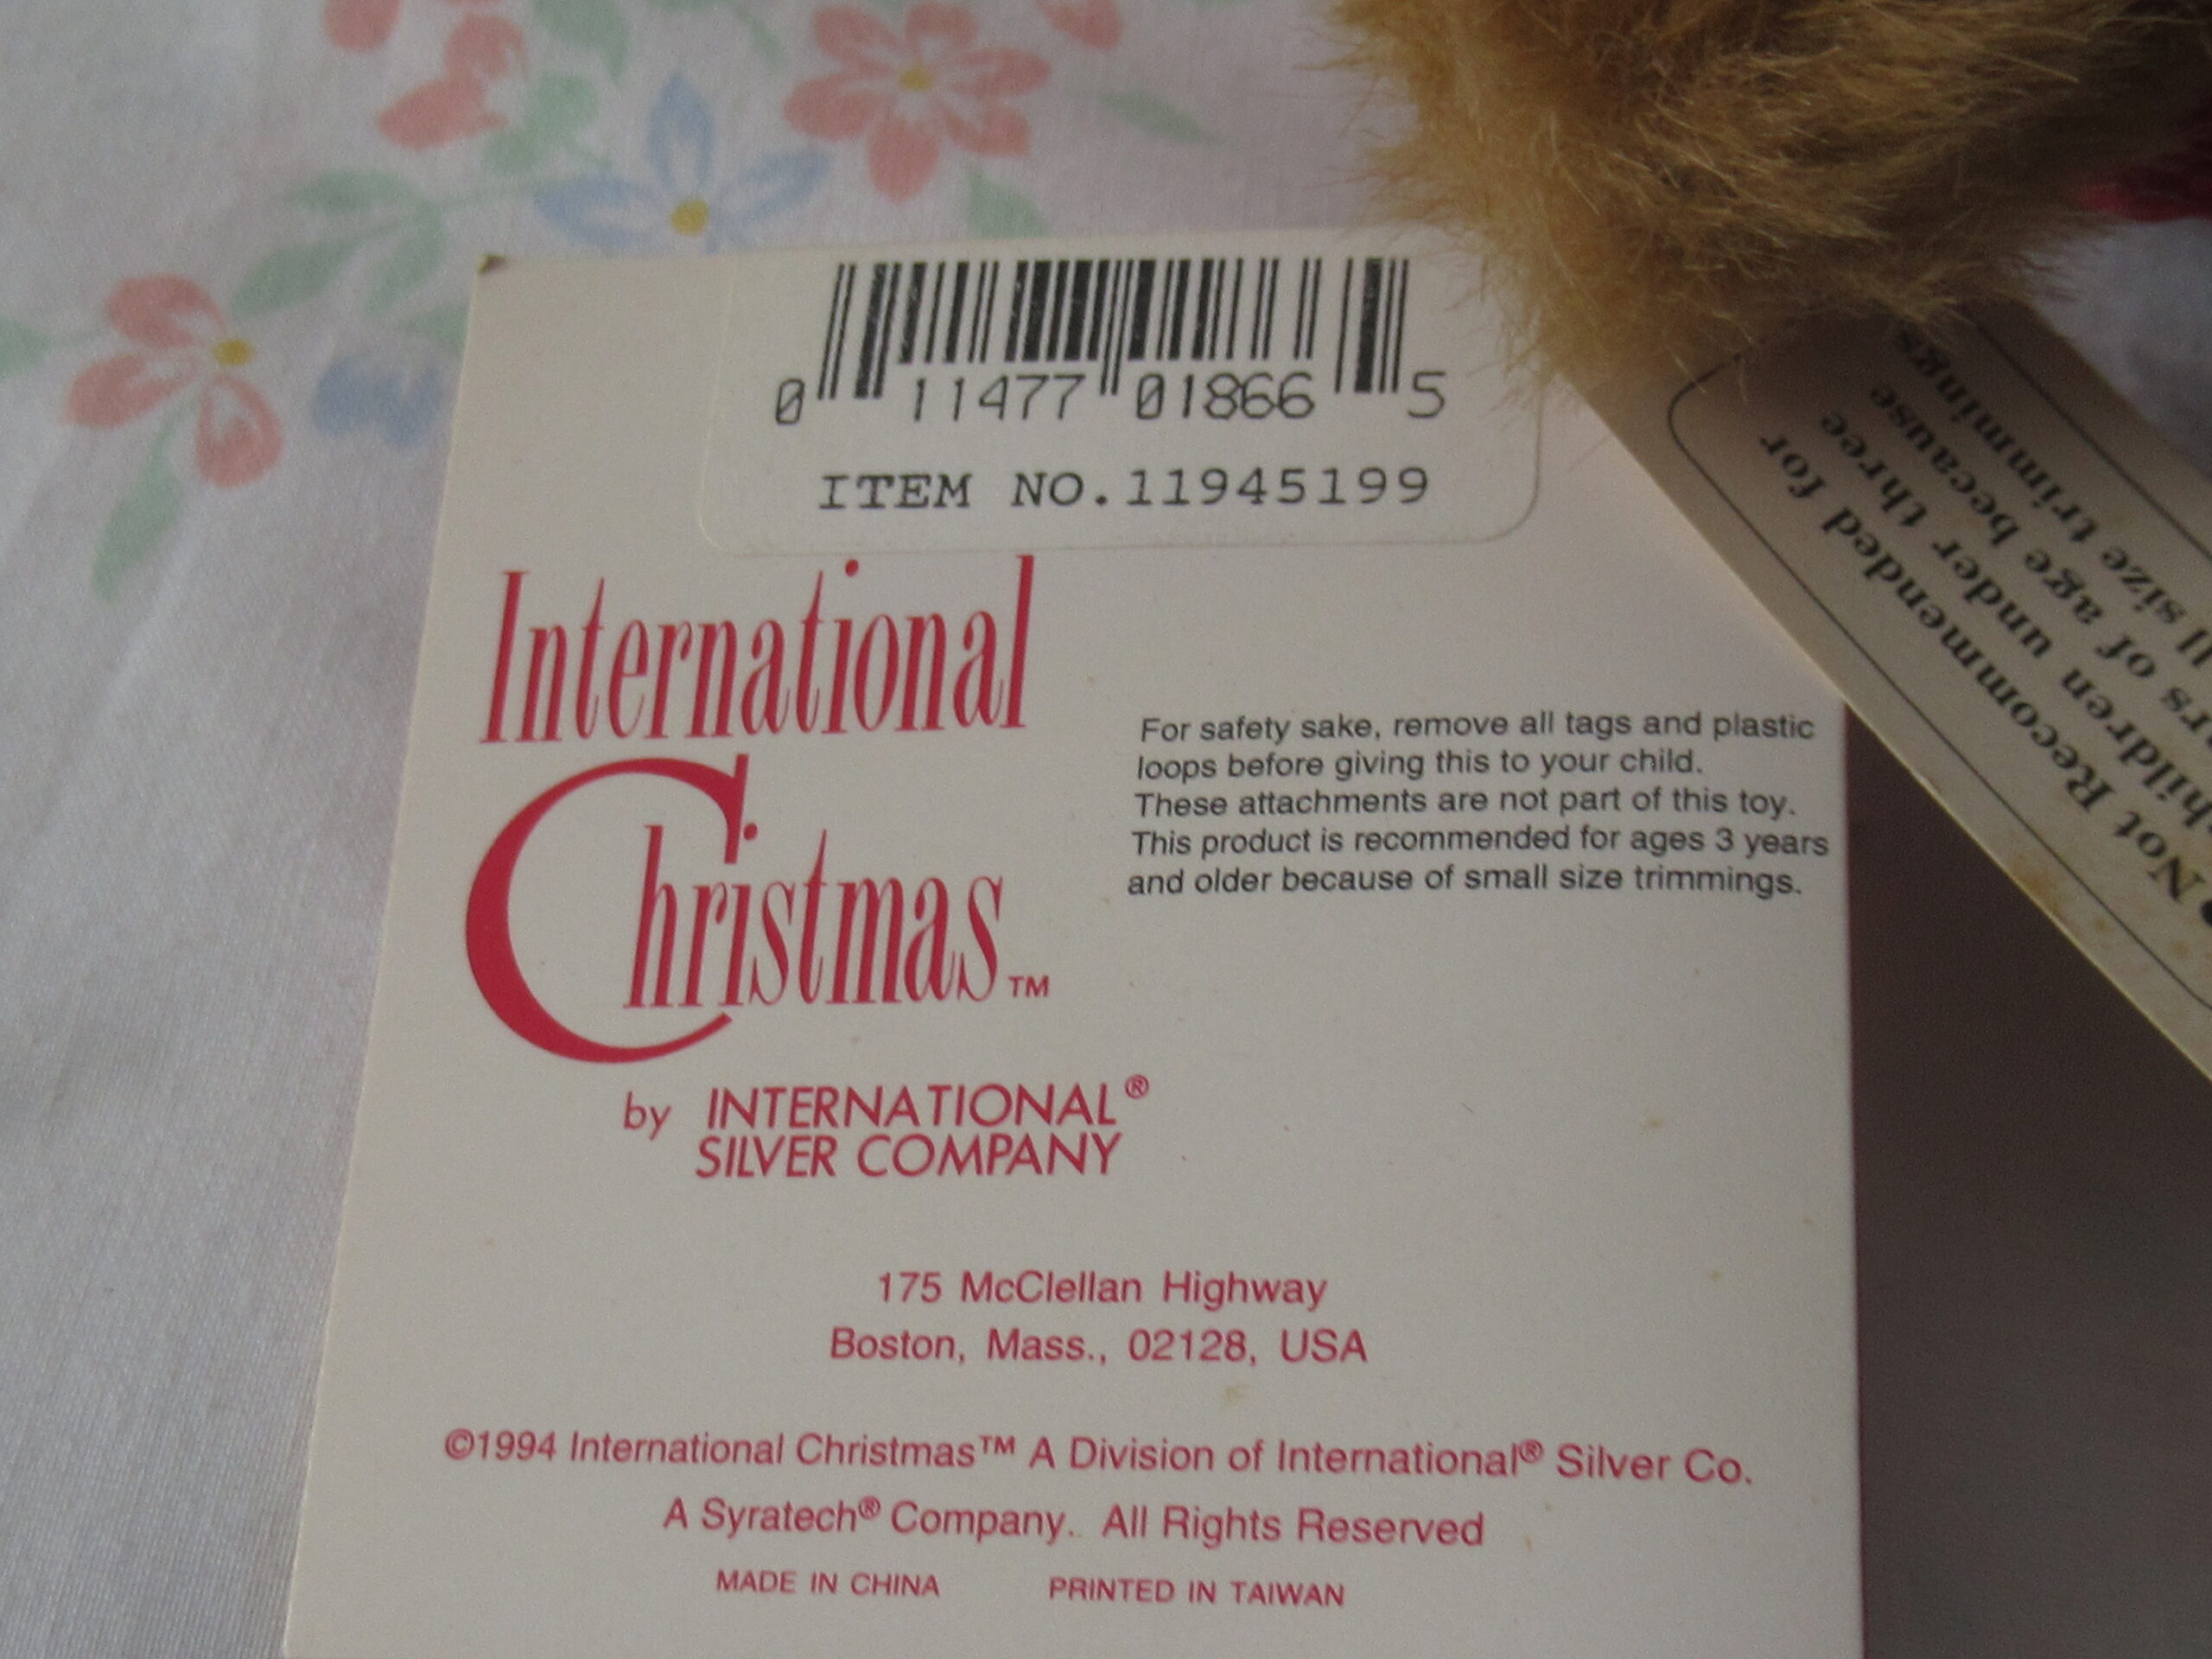 0 11477 01866 5
ITEM NO.11945199
International
Christmas™
by INTERNATIONAL®
SILVER COMPANY
For safety sake, remove all tags and plastic
loops before giving this to your child.
These attachments are not part of this toy.
This product is recommended for ages 3 years
and older because of small size trimmings.
175 McClellan Highway
Boston, Mass., 02128, USA
©1994 International Christmas™ A Division of International® Silver Co.
A Syratech® Company. All Rights Reserved
MADE IN CHINA PRINTED IN TAIWAN
Not Recommended for
children under three
of age because
size trimmings